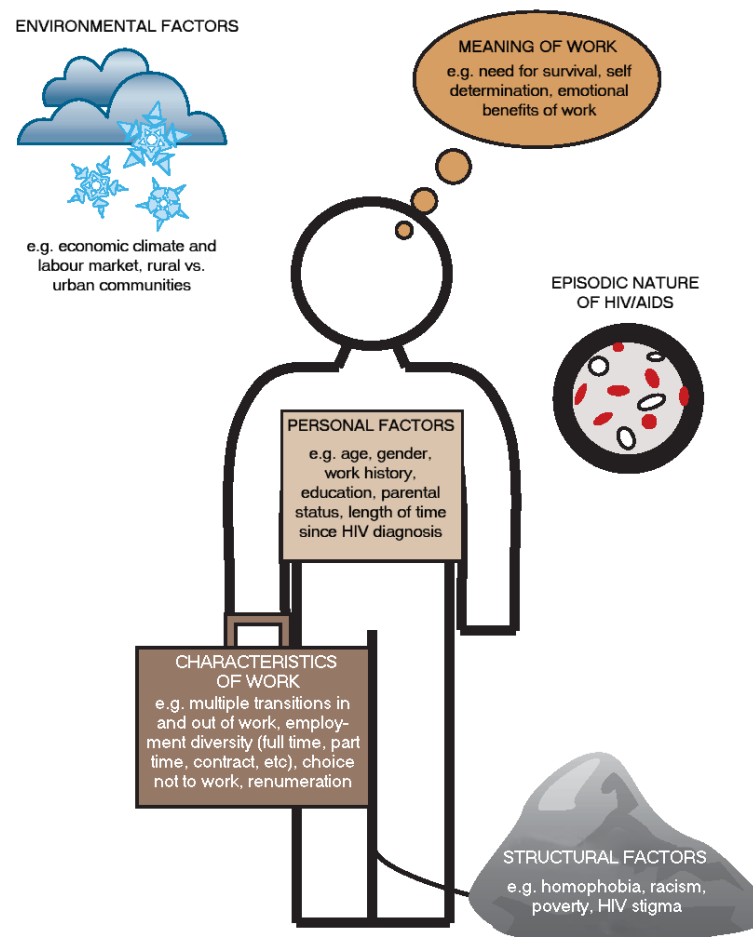 ENVIRONMENTAL FACTORS
e.g. economic climate and
labour market, rural vs.
urban communities
MEANING OF WORK
e.g. need for survival, self
determination, emotional
benefits of work
EPISODIC NATURE
OF HIV/AIDS
PERSONAL FACTORS
e.g. age, gender,
work history,
education, parental
status, length of time
since HIV diagnosis
CHARACTERISTICS
OF WORK
e.g. multiple transitions in
and out of work, employ-
ment diversity (full time, part
time, contract, etc), choice
not to work, renumeration
STRUCTURAL FACTORS
e.g. homophobia, racism,
poverty, HIV stigma